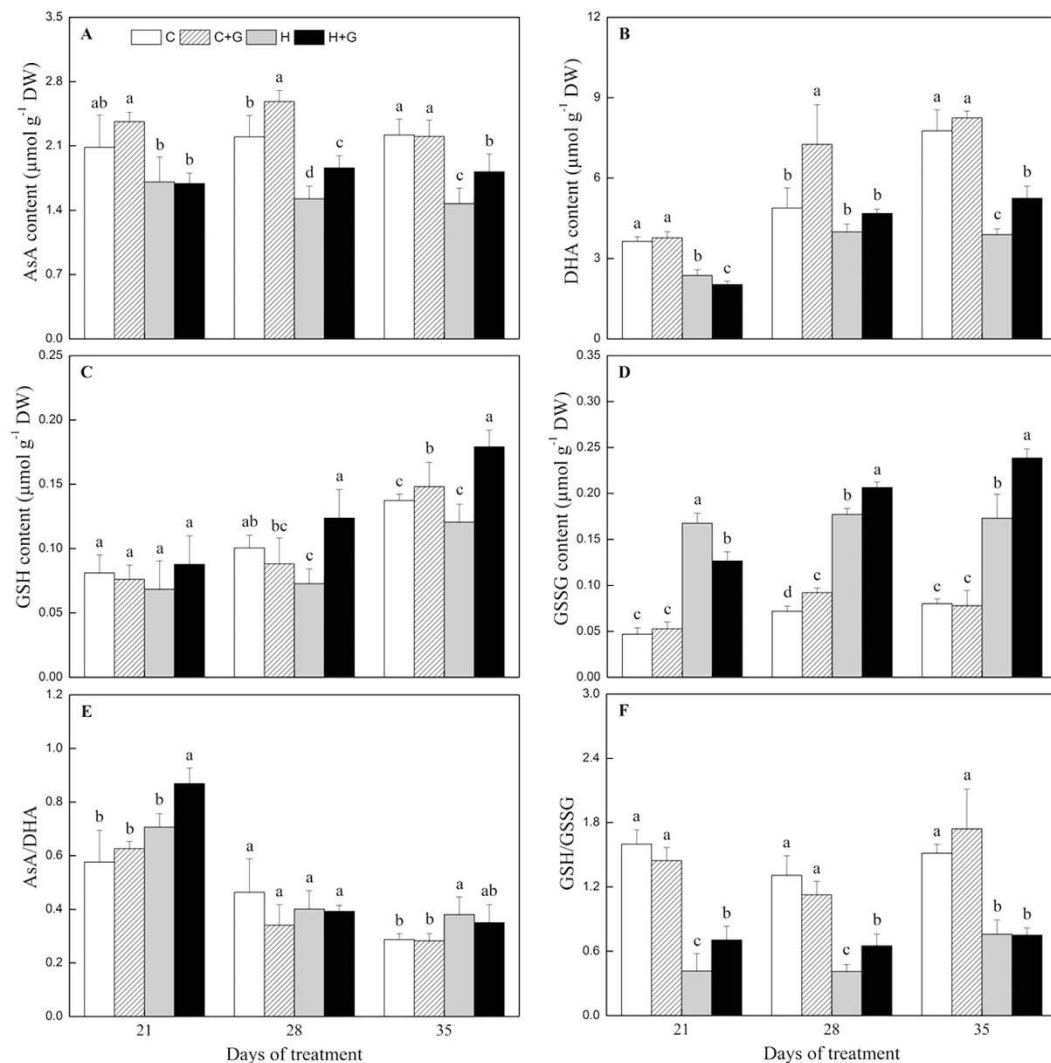 A
C C+G H H+G
AsA content (μmol g⁻¹ DW)
3.5
2.8
2.1
1.4
0.7
0.0
ab a b b
b a d c
a a c b
B
DHA content (μmol g⁻¹ DW)
12
9
6
3
0
a a b c
b a b b
a a c b
C
GSH content (μmol g⁻¹ DW)
0.25
0.20
0.15
0.10
0.05
0.00
a a a a
ab bc c a
c b c a
D
GSSG content (μmol g⁻¹ DW)
0.35
0.30
0.25
0.20
0.15
0.10
0.05
0.00
c c a b
d c b a
c c b a
E
AsA/DHA
1.2
1.0
0.8
0.6
0.4
0.2
0.0
b b b a
a a a a
b b a ab
21 28 35
Days of treatment
F
GSH/GSSG
3.0
2.4
1.8
1.2
0.6
0.0
a a c b
a a c b
a a b b
21 28 35
Days of treatment